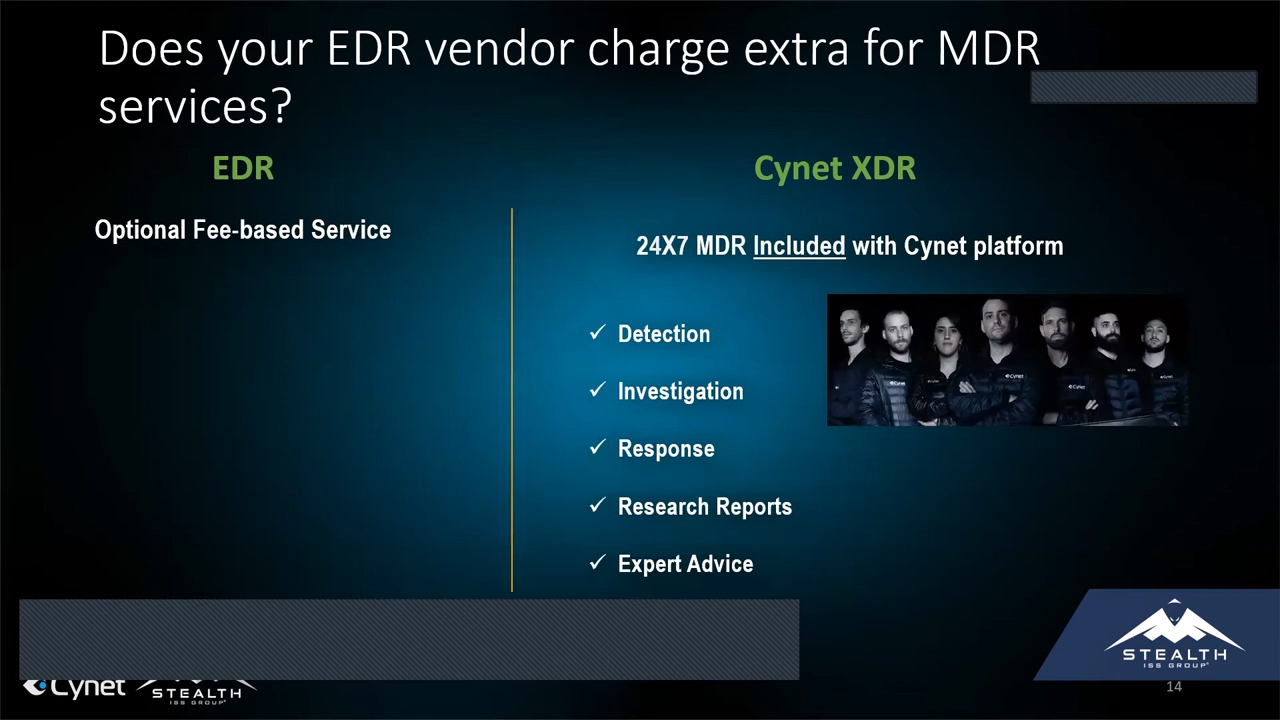 Does your EDR vendor charge extra for MDR
services?
EDR
Cynet XDR
Optional Fee-based Service
24X7 MDR Included with Cynet platform
✓ Detection
✓ Investigation
✓ Response
✓ Research Reports
✓ Expert Advice
STEALTH
ISS GROUP
Cynet
STEALTH
ISS GROUP
14